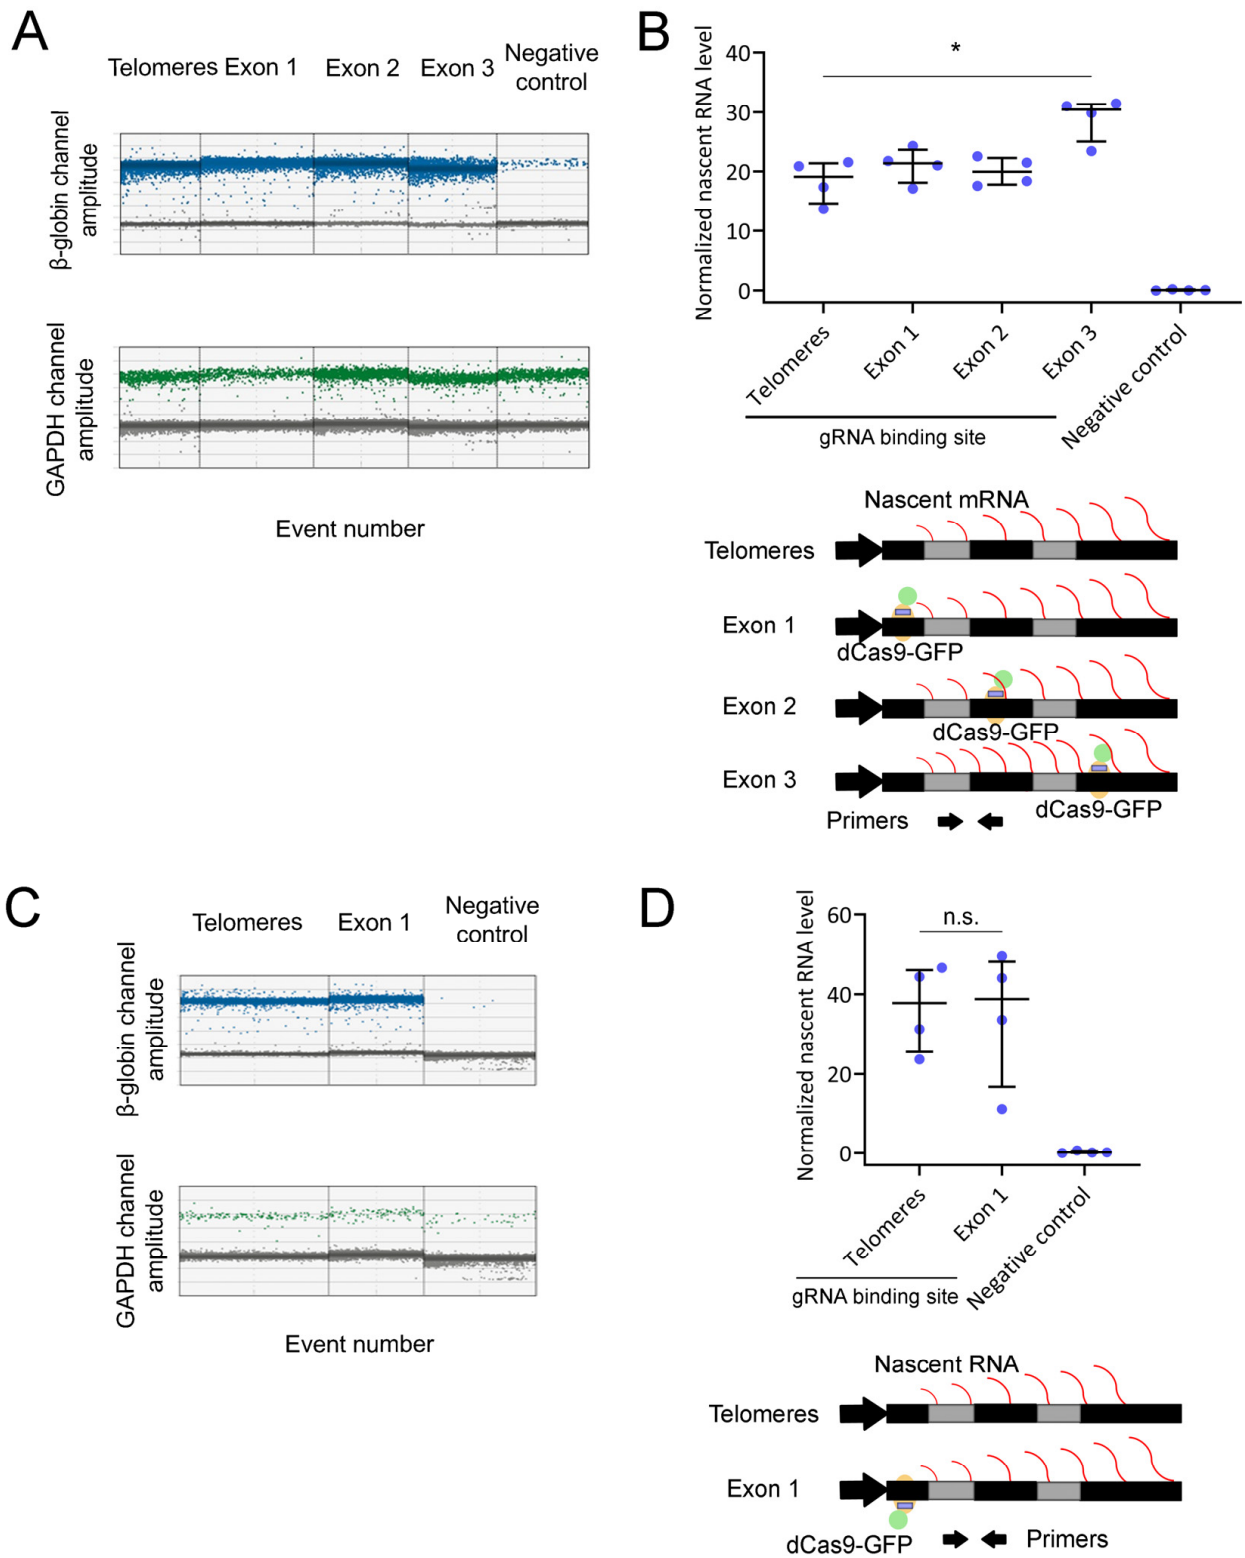 A
Telomeres Exon 1 Exon 2 Exon 3 Negative
control
β-globin channel
amplitude
GAPDH channel
amplitude
Event number
B
*
Normalized nascent RNA level
40
30
20
10
0
Telomeres
Exon 1
Exon 2
Exon 3
Negative control
gRNA binding site
Nascent mRNA
Telomeres
Exon 1
dCas9-GFP
Exon 2
dCas9-GFP
Exon 3
dCas9-GFP
Primers
C
Telomeres Exon 1 Negative
control
β-globin channel
amplitude
GAPDH channel
amplitude
Event number
D
n.s.
Normalized nascent RNA level
60
40
20
0
Telomeres
Exon 1
Negative control
gRNA binding site
Nascent RNA
Telomeres
Exon 1
dCas9-GFP
Primers